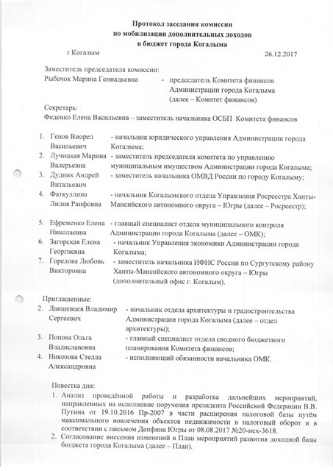 Протокол заседания комиссии
по мобилизации дополнительных доходов
в бюджет города Когалыма
г.Когалым 26.12.2017
Заместитель председателя комиссии:
Рыбачок Марина Геннадьевна - председатель Комитета финансов
Администрации города Когалыма
(далее – Комитет финансов)
Секретарь:
Феденко Елена Васильевна – заместитель начальника ОСБП Комитета финансов
1. Генов Виорел - начальник юридического управления Администрации города
Васильевич Когалыма;
2. Лучицкая Марина - заместитель председателя комитета по управлению
Валерьевна муниципальным имуществом Администрации города Когалыма;
3. Дудник Андрей - заместитель начальника ОМВД России по городу Когалыму;
Витальевич
4. Фаткуллина - начальник Когалымского отдела Управления Росреестра Ханты-
Лилия Раифовна Мансийского автономного округа – Югры (далее – Росреестр);
5. Ефременко Елена - главный специалист отдела муниципального контроля
Николаевна Администрации города Когалыма (далее – ОМК);
6. Загорская Елена - начальник Управления экономики Администрации города
Георгиевна Когалыма;
7. Горелова Любовь - заместитель начальника ИФНС России по Сургутскому району
Викторовна Ханты-Мансийского автономного округа – Югры
(дополнительный офис г. Когалым).
Приглашенные:
2. Лаишевцев Владимир - начальник отдела архитектуры и градостроительства
Сергеевич Администрации города Когалыма (далее – отдел
архитектуры);
3. Попова Ольга - главный специалист отдела сводного бюджетного
Владиславовна планирования Комитета финансов;
4. Никонова Стелла - исполняющий обязанности начальника ОМК.
Александровна
Повестка дня:
1. Анализ проведённой работы и разработка дальнейших мероприятий,
направленных на исполнение поручения президента Российской Федерации В.В.
Путина от 19.10.2016 Пр-2007 в части расширения налоговой базы путём
максимального вовлечения объектов недвижимости в налоговый оборот и в
соответствии с письмом Депфина Югры от 08.08.2017 №20-исх-3618.
2. Согласование внесения изменений в План мероприятий развития доходной базы
бюджета города Когалыма (далее – План).